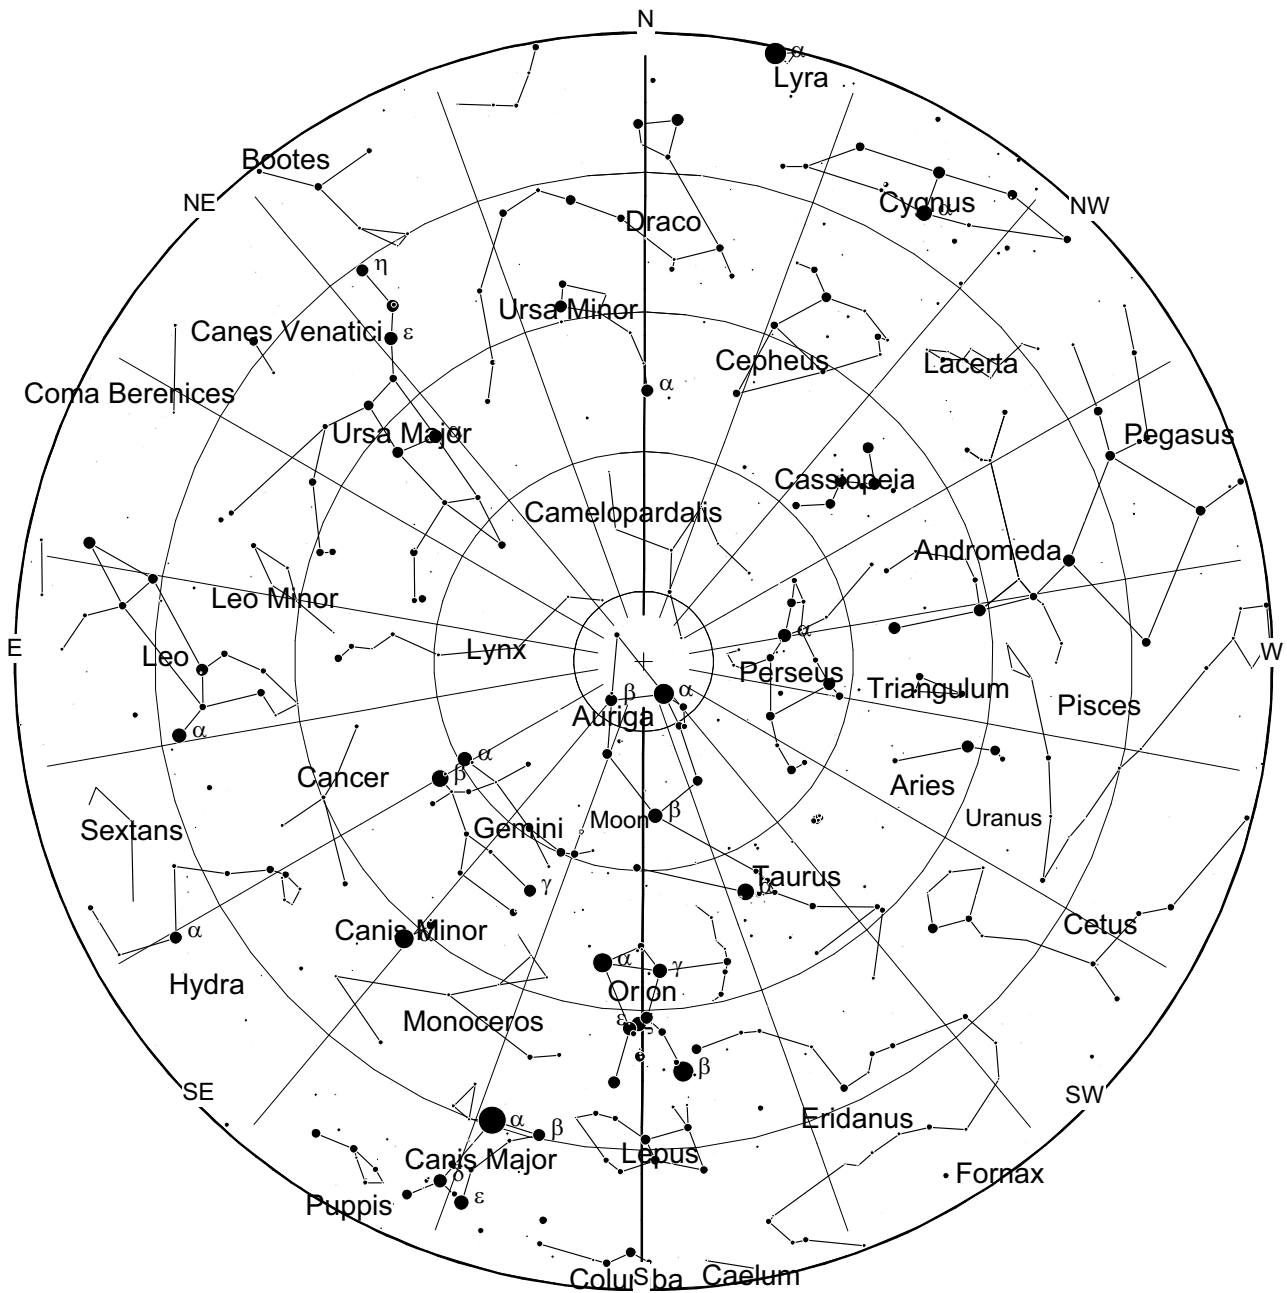 N
α
Lyra
Bootes
NE
Cygnus
α
NW
Draco
η
Ursa Minor
Canes Venatici
ε
Cepheus
Lacerta
α
Coma Berenices
Ursa Major
α
Pegasus
Cassiopeja
Camelopardalis
Andromeda
Leo Minor
α
E
Leo
Lynx
W
Perseus
Triangulum
β
α
Pisces
Auriga
α
α
Cancer
β
Aries
Sextans
Gemini
Moon
β
Uranus
Taurus
α
γ
Canis Minor
α
Cetus
α
α
γ
Hydra
Orion
Monoceros
ε
ζ
β
SE
SW
α
β
Eridanus
Lepus
Canis Major
δ
Fornax
ε
Puppis
Columba
S
Caelum